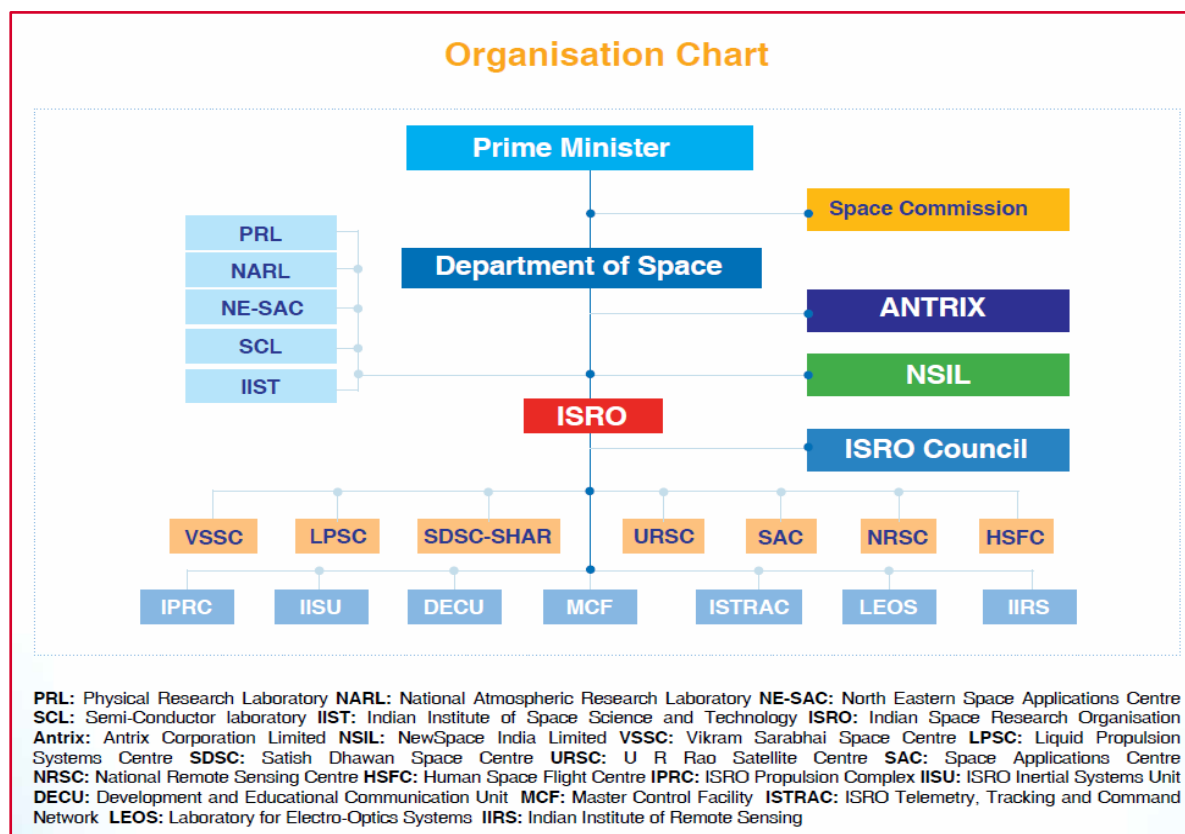 Organisation Chart
Prime Minister
Space Commission
PRL
Department of Space
NARL
NE-SAC
ANTRIX
SCL
NSIL
IIST
ISRO
ISRO Council
VSSC LPSC SDSC-SHAR URSC SAC NRSC HSFC
IPRC IISU DECU MCF ISTRAC LEOS IIRS
PRL: Physical Research Laboratory NARL: National Atmospheric Research Laboratory NE-SAC: North Eastern Space Applications Centre
SCL: Semi-Conductor laboratory IIST: Indian Institute of Space Science and Technology ISRO: Indian Space Research Organisation
Antrix: Antrix Corporation Limited NSIL: NewSpace India Limited VSSC: Vikram Sarabhai Space Centre LPSC: Liquid Propulsion
Systems Centre SDSC: Satish Dhawan Space Centre URSC: U R Rao Satellite Centre SAC: Space Applications Centre
NRSC: National Remote Sensing Centre HSFC: Human Space Flight Centre IPRC: ISRO Propulsion Complex IISU: ISRO Inertial Systems Unit
DECU: Development and Educational Communication Unit MCF: Master Control Facility ISTRAC: ISRO Telemetry, Tracking and Command
Network LEOS: Laboratory for Electro-Optics Systems IIRS: Indian Institute of Remote Sensing